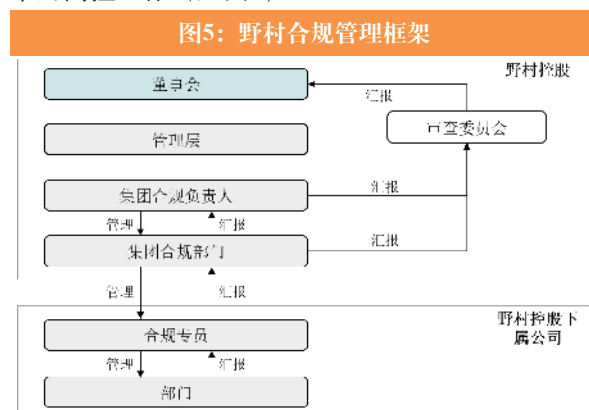 图5：野村合规管理框架
野村控股
董事会
汇报
审查委员会
管理层
集团合规负责人
汇报
管理
汇报
集团合规部门
汇报
管理
汇报
野村控股下
属公司
合规专员
管理
汇报
部门